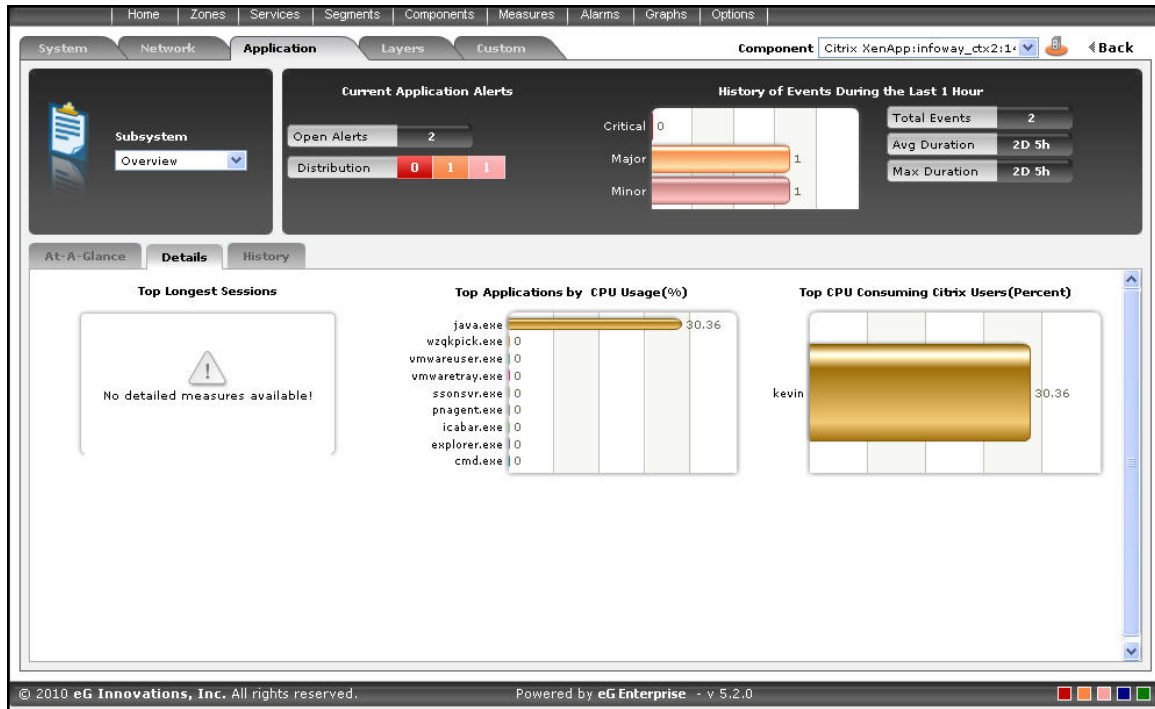 Home | Zones | Services | Segments | Components | Measures | Alarms | Graphs | Options
System Network Application Layers Custom
Component Citrix XenApp:infoway_ctx2:1
Back
Subsystem
Overview
Current Application Alerts
Open Alerts 2
Distribution 0 1 1
History of Events During the Last 1 Hour
Critical 0
Major 1
Minor 1
Total Events 2
Avg Duration 2D 5h
Max Duration 2D 5h
At-A-Glance Details History
Top Longest Sessions
No detailed measures available!
Top Applications by CPU Usage(%)
java.exe 30.36
wzqkpick.exe 0
vmwareuser.exe 0
vmwaretray.exe 0
ssonsvr.exe 0
pnagent.exe 0
icabar.exe 0
explorer.exe 0
cmd.exe 0
Top CPU Consuming Citrix Users(Percent)
kevin 30.36
© 2010 eG Innovations, Inc. All rights reserved.
Powered by eG Enterprise - v 5.2.0